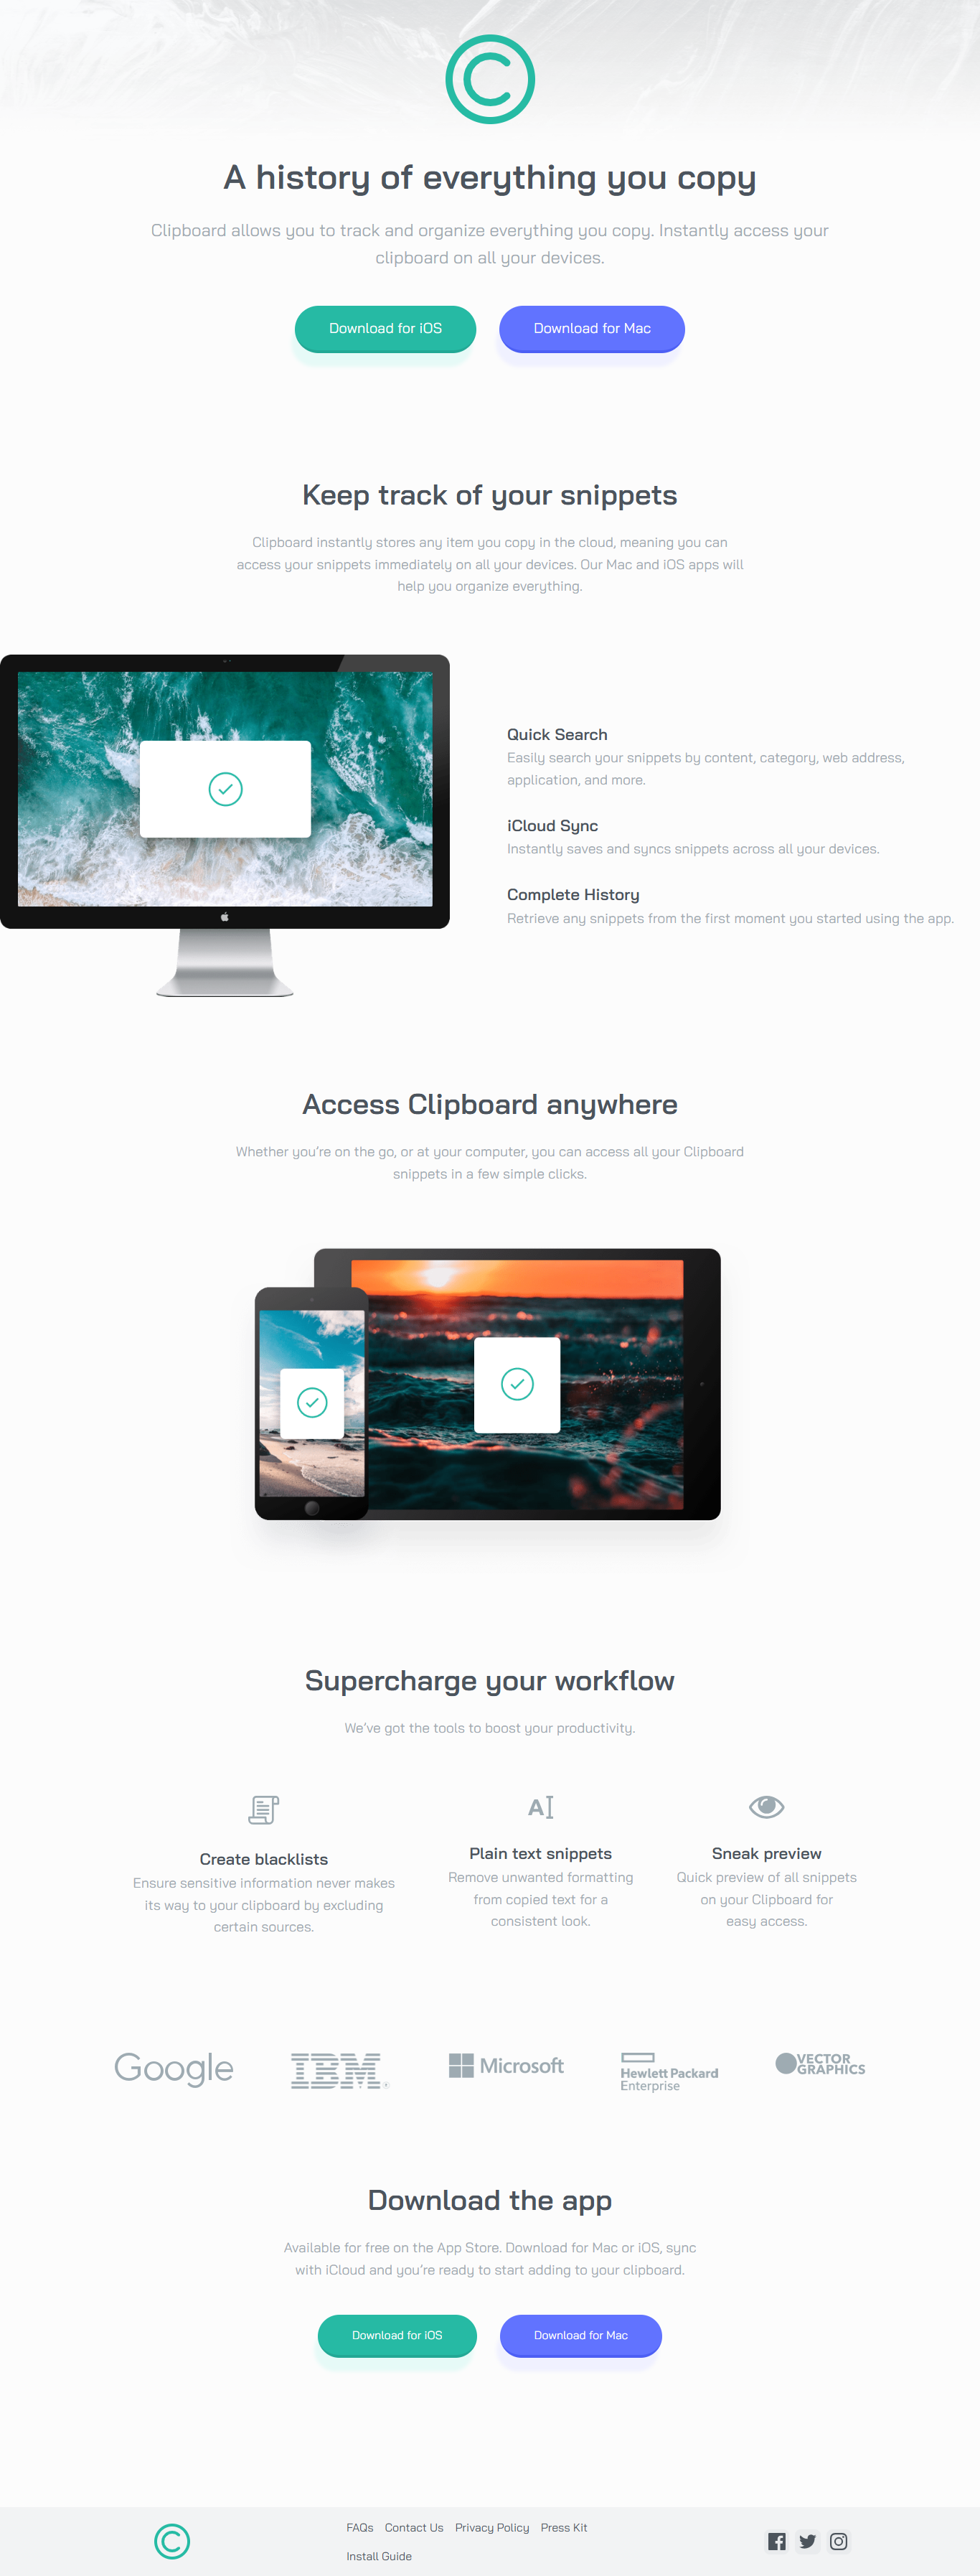 A history of everything you copy
Clipboard allows you to track and organize everything you copy. Instantly access your
clipboard on all your devices.
Download for iOS
Download for Mac
Keep track of your snippets
Clipboard instantly stores any item you copy in the cloud, meaning you can
access your snippets immediately on all your devices. Our Mac and iOS apps will
help you organize everything.
Quick Search
Easily search your snippets by content, category, web address,
application, and more.
iCloud Sync
Instantly saves and syncs snippets across all your devices.
Complete History
Retrieve any snippets from the first moment you started using the app.
Access Clipboard anywhere
Whether you’re on the go, or at your computer, you can access all your Clipboard
snippets in a few simple clicks.
Supercharge your workflow
We’ve got the tools to boost your productivity.
Create blacklists
Ensure sensitive information never makes
its way to your clipboard by excluding
certain sources.
Plain text snippets
Remove unwanted formatting
from copied text for a
consistent look.
Sneak preview
Quick preview of all snippets
on your Clipboard for
easy access.
Google
IBM
Microsoft
Hewlett Packard
Enterprise
VECTOR
GRAPHICS
Download the app
Available for free on the App Store. Download for Mac or iOS, sync
with iCloud and you’re ready to start adding to your clipboard.
Download for iOS
Download for Mac
FAQs Contact Us Privacy Policy Press Kit
Install Guide